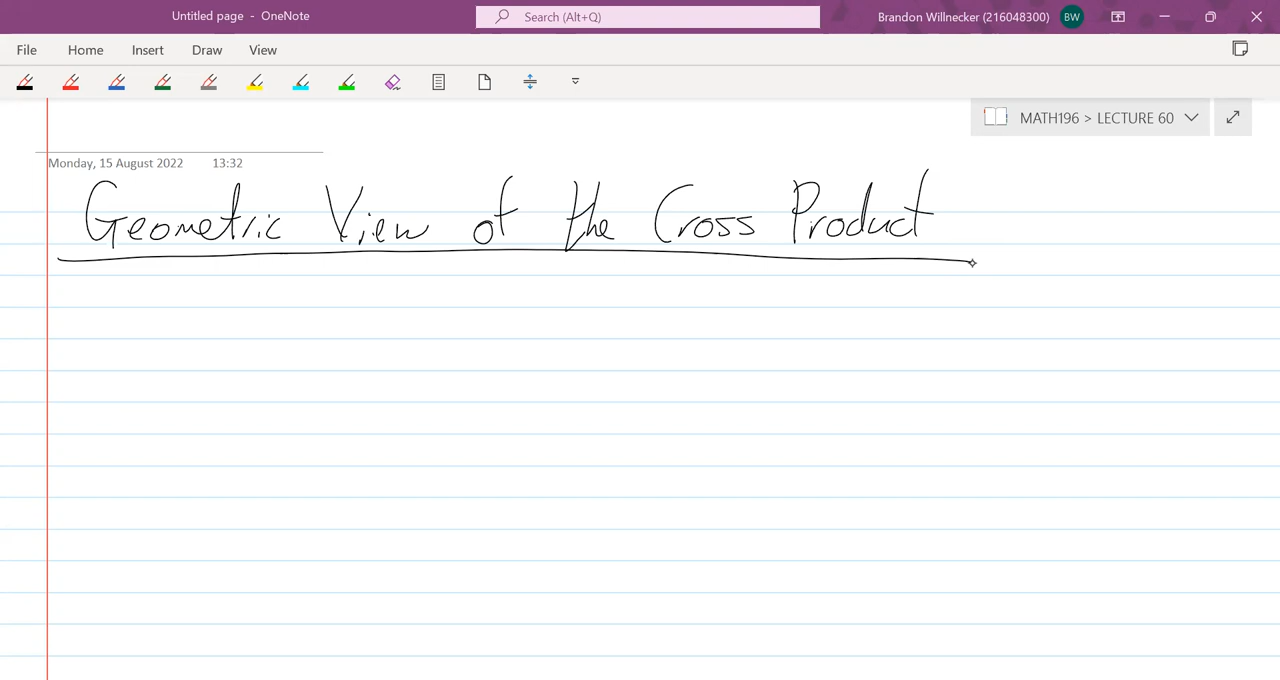 Untitled page - OneNote
Search (Alt+Q)
Brandon Willnecker (216048300)
BW
File Home Insert Draw View
MATH196 > LECTURE 60
Monday, 15 August 2022 13:32
Geometric View of the Cross Product